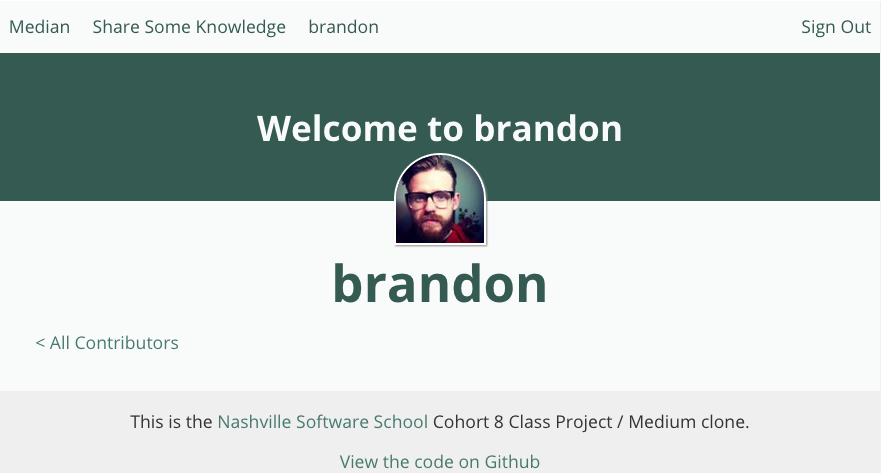 Median Share Some Knowledge brandon Sign Out
Welcome to brandon
brandon
< All Contributors
This is the Nashville Software School Cohort 8 Class Project / Medium clone.
View the code on Github